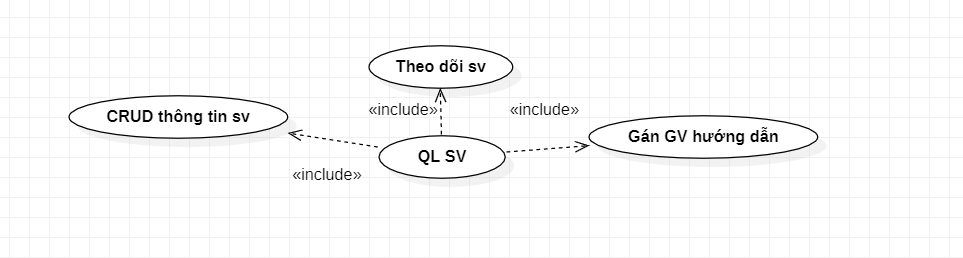 Theo dõi sv
«include»
«include»
CRUD thông tin sv
Gán GV hướng dẫn
QL SV
«include»